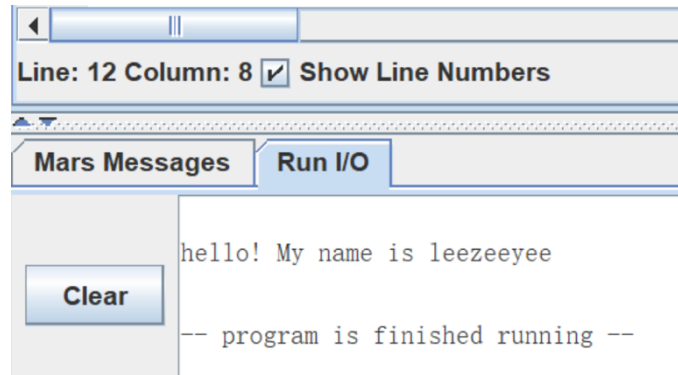 Line: 12 Column: 8 Show Line Numbers
Mars Messages Run I/O
hello! My name is leezeeyee
Clear
-- program is finished running --